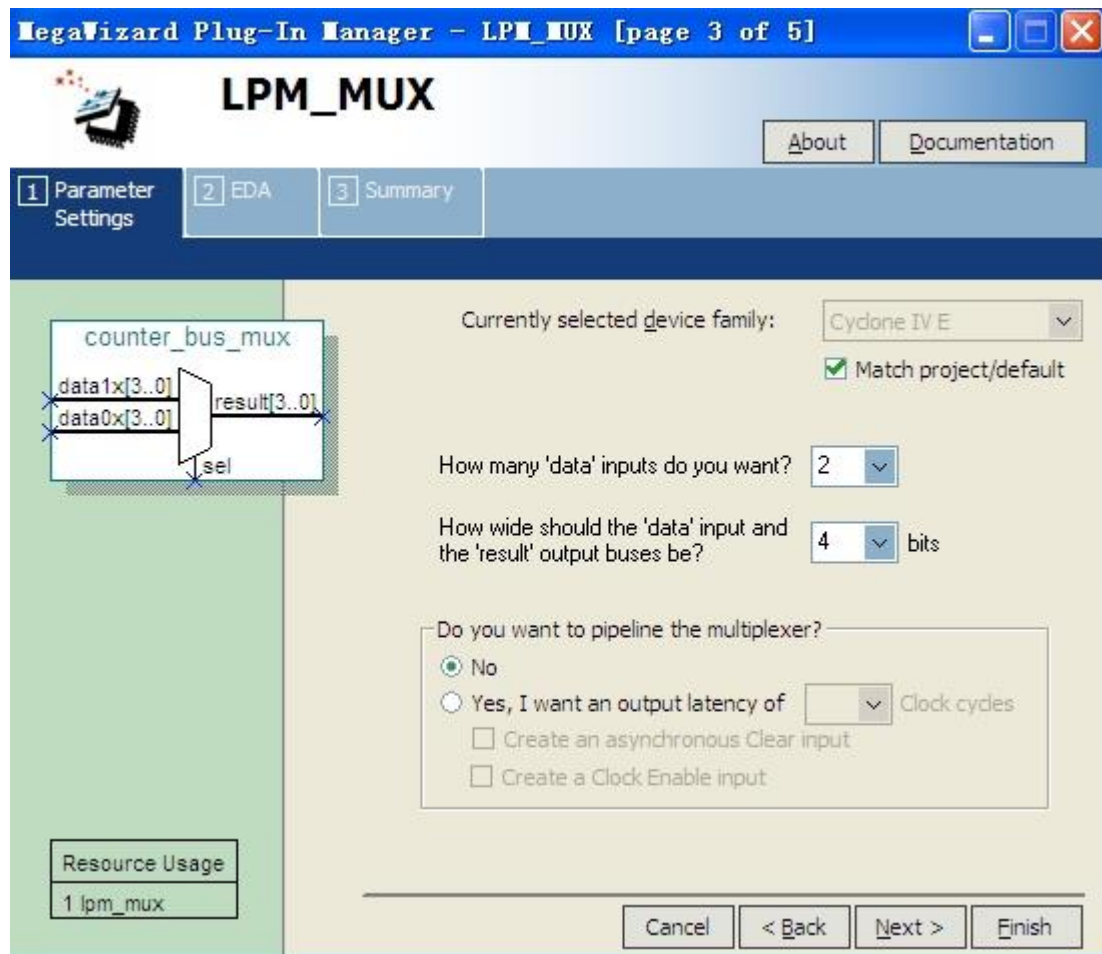 MegaWizard Plug-In Manager - LPM_MUX [page 3 of 5]
LPM_MUX
About
Documentation
1 Parameter Settings
2 EDA
3 Summary
counter_bus_mux
data1x[3..0]
data0x[3..0]
result[3..0]
sel
Currently selected device family:
Cyclone IV E
Match project/default
How many 'data' inputs do you want?
2
How wide should the 'data' input and
the 'result' output buses be?
4
bits
Do you want to pipeline the multiplexer?
No
Yes, I want an output latency of
Clock cycles
Create an asynchronous Clear input
Create a Clock Enable input
Resource Usage
1 lpm_mux
Cancel
< Back
Next >
Finish